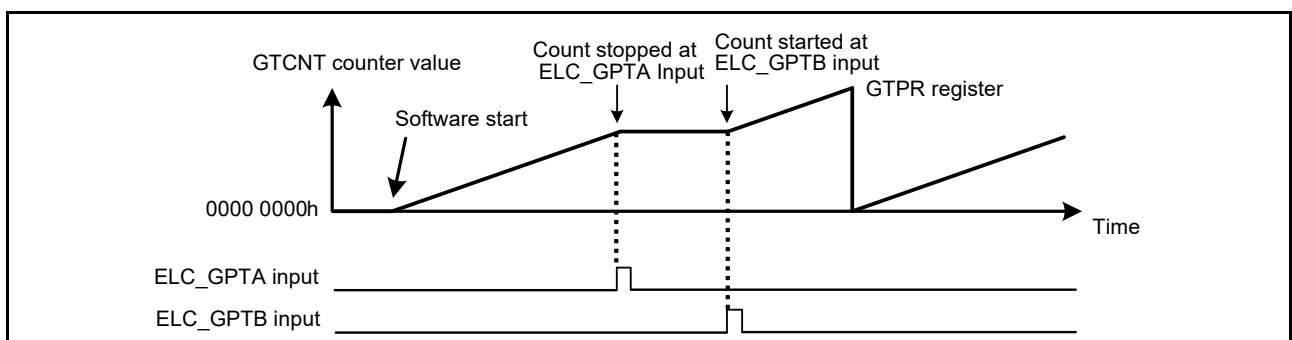 GTCNT counter value
Count stopped at
ELC_GPTA Input
Count started at
ELC_GPTB input
GTPR register
Software start
0000 0000h
Time
ELC_GPTA input
ELC_GPTB input